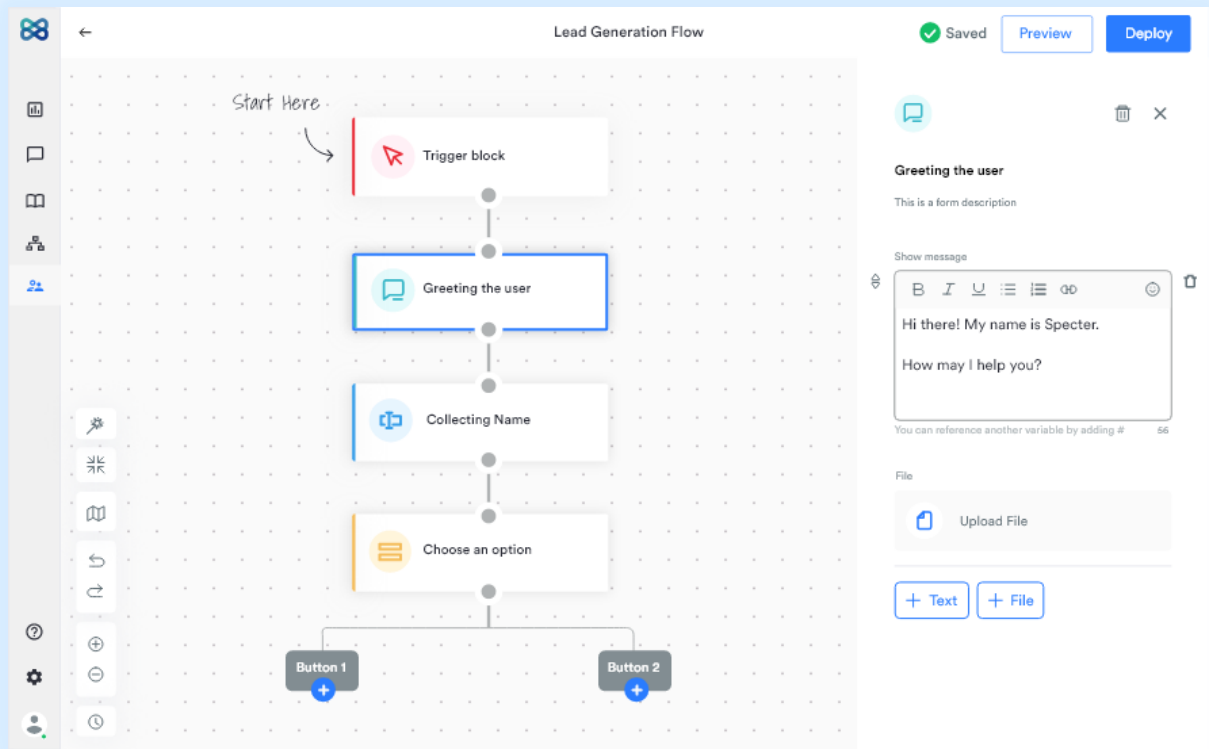 Lead Generation Flow
Saved
Preview
Deploy
Start Here
Trigger block
Greeting the user
Collecting Name
Choose an option
Button 1
Button 2
Greeting the user
This is a form description
Show message
Hi there! My name is Specter.
How may I help you?
You can reference another variable by adding #
56
File
Upload File
+ Text
+ File